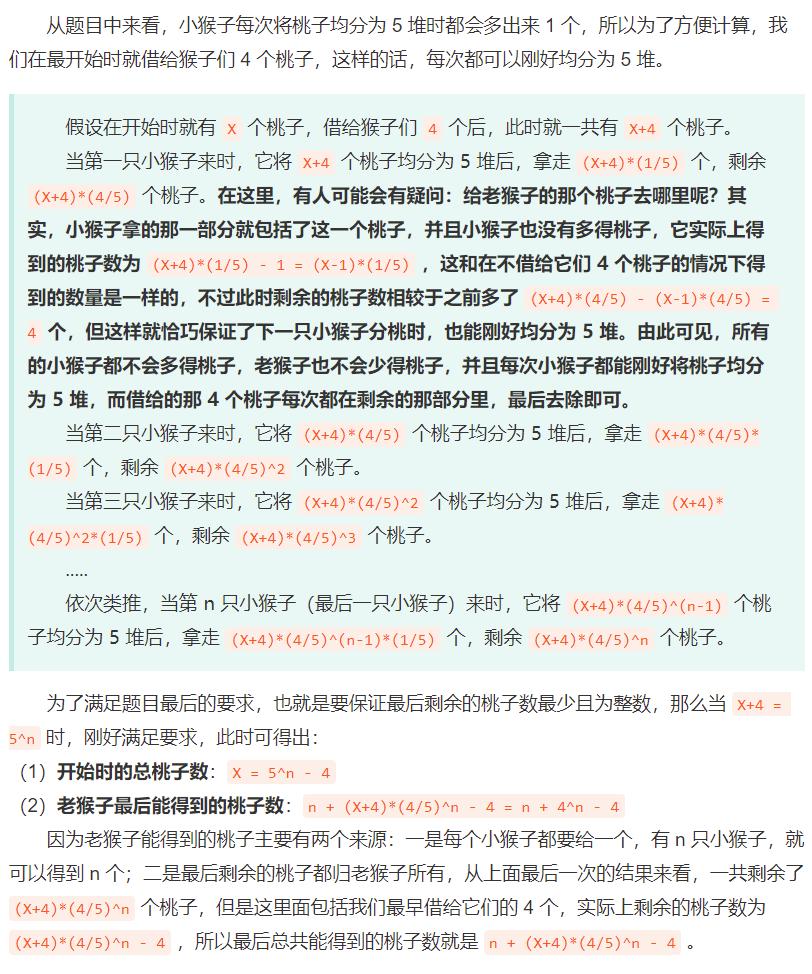 从题目中来看，小猴子每次将桃子均分为 5 堆时都会多出来 1 个，所以为了方便计算，我
们在最开始时就借给猴子们 4 个桃子，这样的话，每次都可以刚好均分为 5 堆。
假设在开始时就有 X 个桃子，借给猴子们 4 个后，此时就一共有 X+4 个桃子。
当第一只小猴子来时，它将 X+4 个桃子均分为 5 堆后，拿走 (X+4)*(1/5) 个，剩余
(X+4)*(4/5) 个桃子。在这里，有人可能会有疑问：给老猴子的那个桃子去哪里呢？其
实，小猴子拿的那一部分就包括了这一个桃子，并且小猴子也没有多得桃子，它实际上得
到的桃子数为 (X+4)*(1/5) - 1 = (X-1)*(1/5) ，这和在不借给它们 4 个桃子的情况下得
到的数量是一样的，不过此时剩余的桃子数相较于之前多了 (X+4)*(4/5) - (X-1)*(4/5) =
4 个，但这样就恰巧保证了下一只小猴子分桃时，也能刚好均分为 5 堆。由此可见，所有
的小猴子都不会多得桃子，老猴子也不会少得桃子，并且每次小猴子都能刚好将桃子均分
为 5 堆，而借给的那 4 个桃子每次都在剩余的那部分里，最后去除即可。
当第二只小猴子来时，它将 (X+4)*(4/5) 个桃子均分为 5 堆后，拿走 (X+4)*(4/5)*
(1/5) 个，剩余 (X+4)*(4/5)^2 个桃子。
当第三只小猴子来时，它将 (X+4)*(4/5)^2 个桃子均分为 5 堆后，拿走 (X+4)*
(4/5)^2*(1/5) 个，剩余 (X+4)*(4/5)^3 个桃子。
.....
依次类推，当第 n 只小猴子（最后一只小猴子）来时，它将 (X+4)*(4/5)^(n-1) 个桃
子均分为 5 堆后，拿走 (X+4)*(4/5)^(n-1)*(1/5) 个，剩余 (X+4)*(4/5)^n 个桃子。
为了满足题目最后的要求，也就是要保证最后剩余的桃子数最少且为整数，那么当 X+4 =
5^n 时，刚好满足要求，此时可得出：
（1）开始时的总桃子数：X = 5^n - 4
（2）老猴子最后能得到的桃子数：n + (X+4)*(4/5)^n - 4 = n + 4^n - 4
因为老猴子能得到的桃子主要有两个来源：一是每个小猴子都要给一个，有 n 只小猴子，就
可以得到 n 个；二是最后剩余的桃子都归老猴子所有，从上面最后一次的结果来看，一共剩余了
(X+4)*(4/5)^n 个桃子，但是这里面包括我们最早借给它们的 4 个，实际上剩余的桃子数为
(X+4)*(4/5)^n - 4 ，所以最后总共能得到的桃子数就是 n + (X+4)*(4/5)^n - 4 。